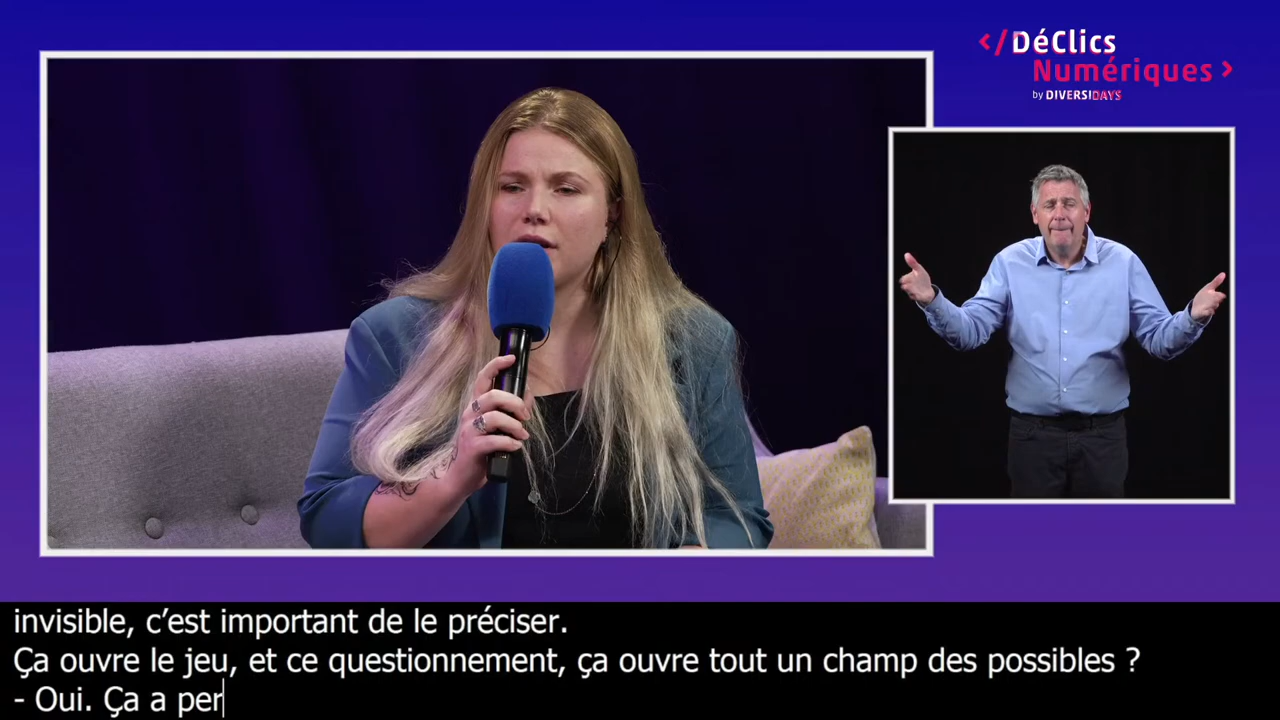 </DéClics
Numériques >
by DIVERSIDAYS
invisible, c’est important de le préciser.
Ça ouvre le jeu, et ce questionnement, ça ouvre tout un champ des possibles ?
- Oui. Ça a per